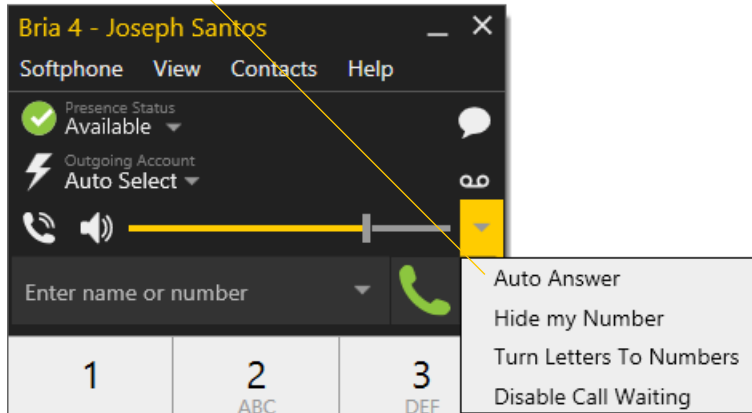 Bria 4 - Joseph Santos
Softphone View Contacts Help
Presence Status
Available
Outgoing Account
Auto Select
Enter name or number
Auto Answer
Hide my Number
Turn Letters To Numbers
Disable Call Waiting
1 2 3
ABC DEF